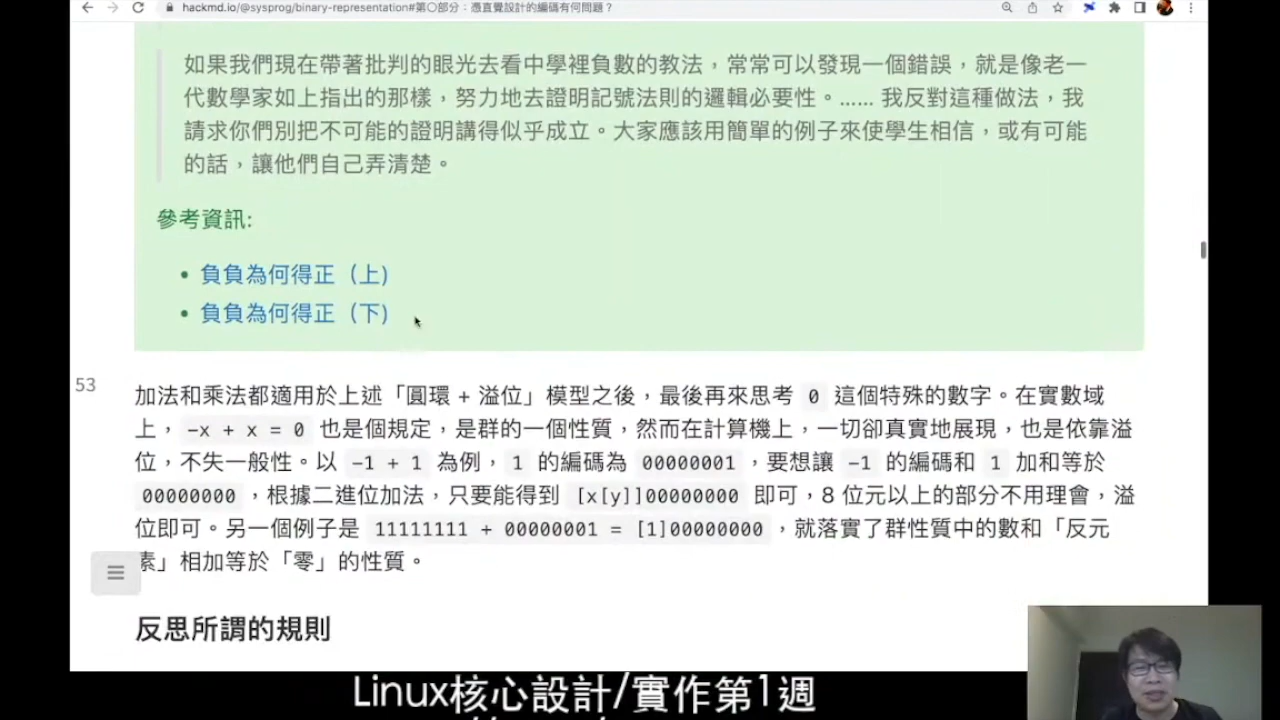 hackmd.io/@sysprog/binary-representation#第〇部分：憑直覺設計的編碼有何問題？
如果我們現在帶著批判的眼光去看中學裡負數的教法，常常可以發現一個錯誤，就是像老一
代數學家如上指出的那樣，努力地去證明記號法則的邏輯必要性。…… 我反對這種做法，我
請求你們別把不可能的證明講得似乎成立。大家應該用簡單的例子來使學生相信，或有可能
的話，讓他們自己弄清楚。
參考資訊:
• 負負為何得正（上）
• 負負為何得正（下）
53
加法和乘法都適用於上述「圓環 + 溢位」模型之後，最後再來思考 0 這個特殊的數字。在實數域
上， -x + x = 0 也是個規定，是群的一個性質，然而在計算機上，一切卻真實地展現，也是依靠溢
位，不失一般性。以 -1 + 1 為例，1 的編碼為 00000001 ，要想讓 -1 的編碼和 1 加和等於
00000000 ，根據二進位加法，只要能得到 [x[y]]00000000 即可，8 位元以上的部分不用理會，溢
位即可。另一個例子是 11111111 + 00000001 = [1]00000000 ，就落實了群性質中的數和「反元
素」相加等於「零」的性質。
反思所謂的規則
Linux核心設計/實作第1週